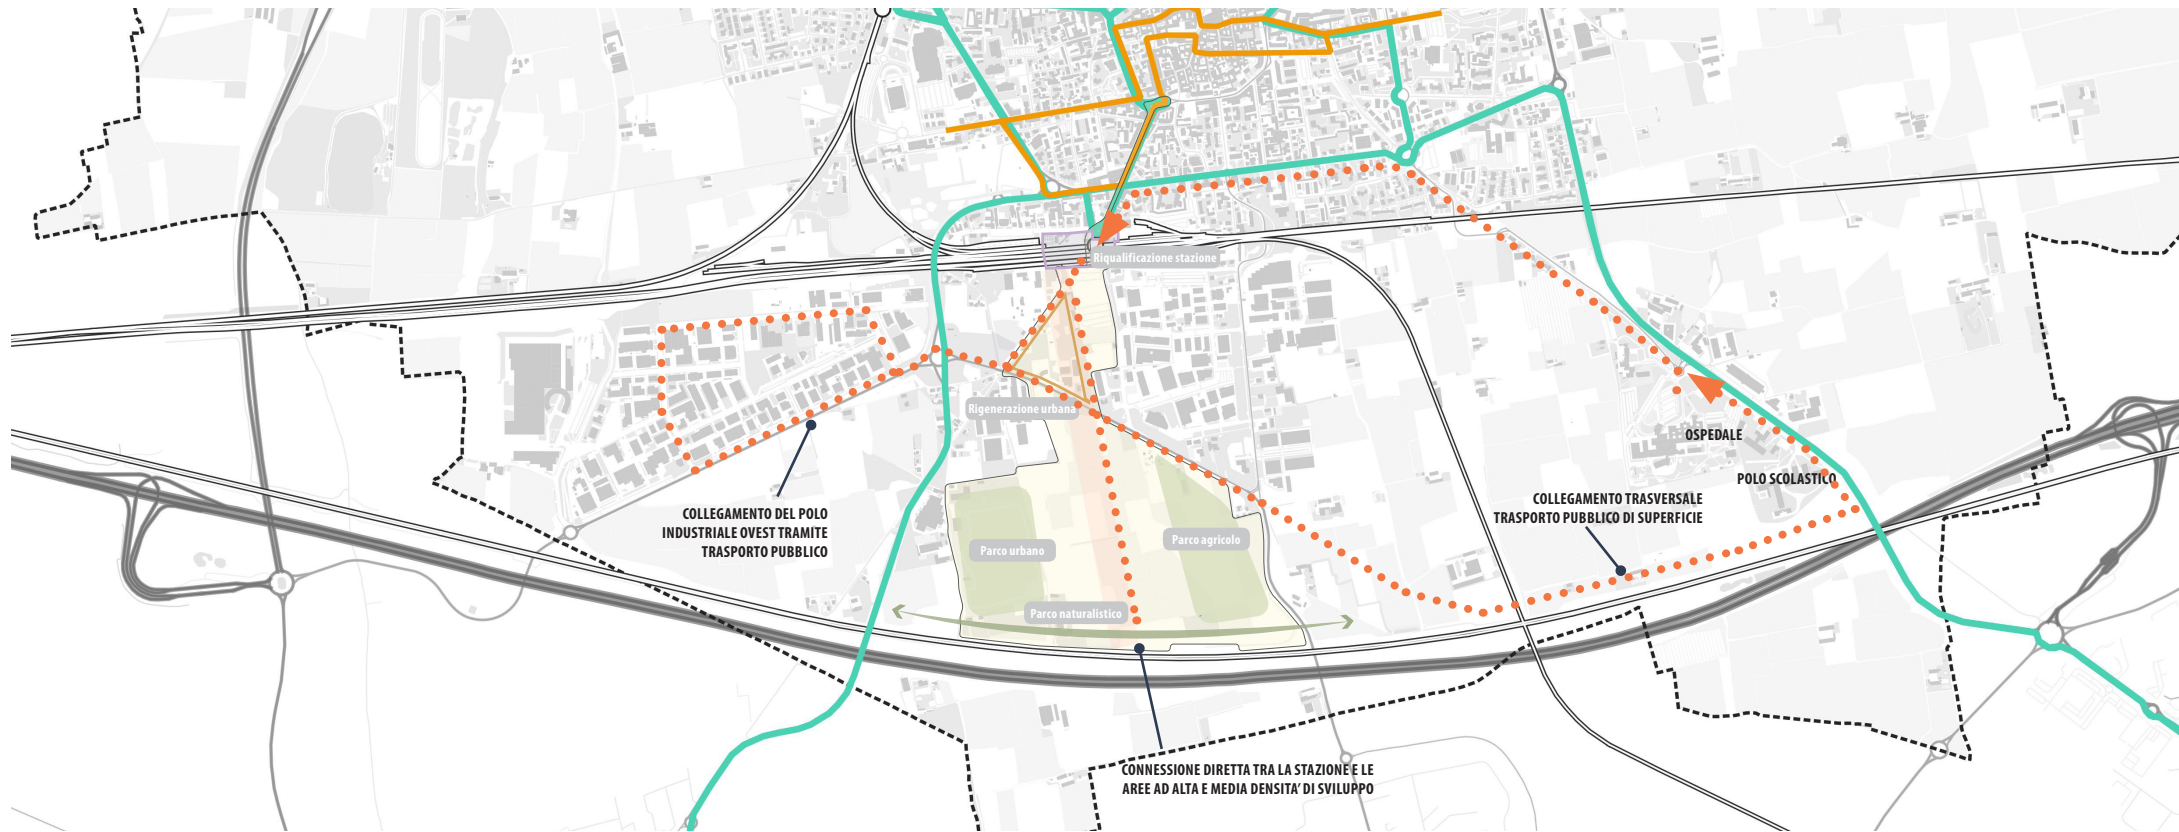 Riqualificazione stazione
Rigenerazione urbana
OSPEDALE
POLO SCOLASTICO
COLLEGAMENTO TRASVERSALE
TRASPORTO PUBBLICO DI SUPERFICIE
COLLEGAMENTO DEL POLO
INDUSTRIALE OVEST TRAMITE
TRASPORTO PUBBLICO
Parco urbano
Parco agricolo
Parco naturalistico
CONNESSIONE DIRETTA TRA LA STAZIONE E LE
AREE AD ALTA E MEDIA DENSITA' DI SVILUPPO